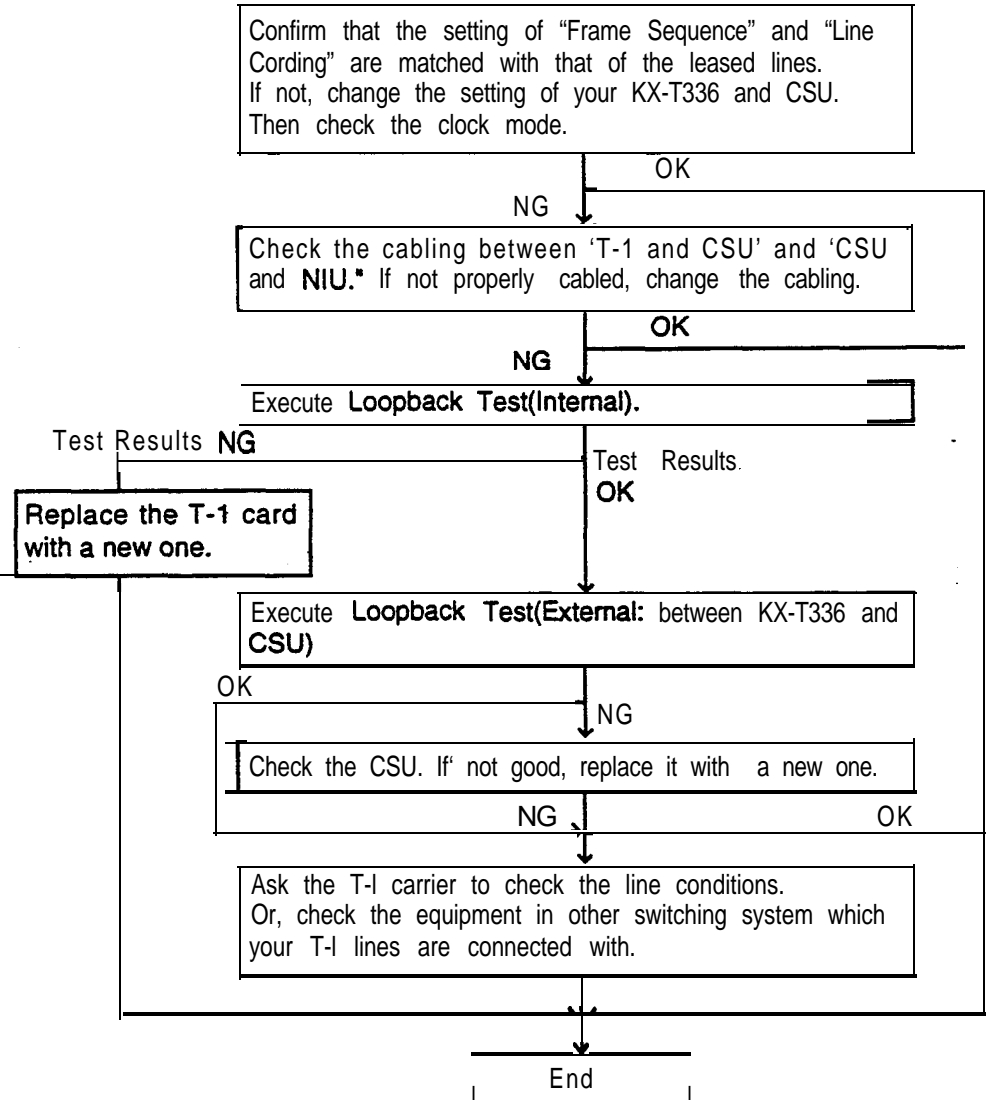 Confirm that the setting of “Frame Sequence” and “Line
Cording” are matched with that of the leased lines.
If not, change the setting of your KX-T336 and CSU.
Then check the clock mode.
OK
NG
Check the cabling between ‘T-1 and CSU’ and ‘CSU
and NIU.* If not properly cabled, change the cabling.
OK
NG
Execute Loopback Test(Internal).
Test Results NG
Test Results
OK
Replace the T-1 card
with a new one.
Execute Loopback Test(External: between KX-T336 and
CSU)
OK
NG
Check the CSU. If‘ not good, replace it with a new one.
NG
OK
Ask the T-I carrier to check the line conditions.
Or, check the equipment in other switching system which
your T-I lines are connected with.
End